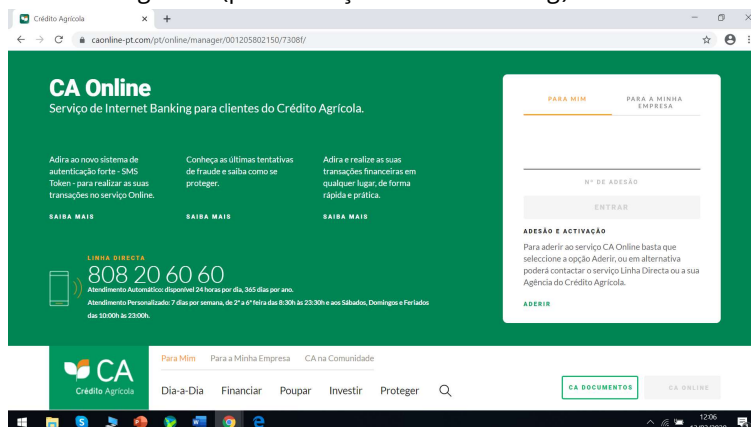 Crédito Agrícola
caonline-pt.com/pt/online/manager/001205802150/7308f/
CA Online
Serviço de Internet Banking para clientes do Crédito Agrícola.
Adira ao novo sistema de
autenticação forte - SMS
Token - para realizar as suas
transações no serviço Online.
SAIBA MAIS
Conheça as últimas tentativas
de fraude e saiba como se
proteger.
SAIBA MAIS
Adira e realize as suas
transações financeiras em
qualquer lugar, de forma
rápida e prática.
SAIBA MAIS
LINHA DIRECTA
808 20 60 60
Atendimento Automático: disponível 24 horas por dia, 365 dias por ano.
Atendimento Personalizado: 7 dias por semana, de 2ª a 6ª feira das 8:30h às 23:30h e aos Sábados, Domingos e Feriados
das 10:00h às 23:00h.
PARA MIM
PARA A MINHA
EMPRESA
Nº DE ADESÃO
ENTRAR
ADESÃO E ACTIVAÇÃO
Para aderir ao serviço CA Online basta que
seleccione a opção Aderir, ou em alternativa
poderá contactar o serviço Linha Directa ou a sua
Agência do Crédito Agrícola.
ADERIR
CA
Crédito Agrícola
Para Mim Para a Minha Empresa CA na Comunidade
Dia-a-Dia Financiar Poupar Investir Proteger
CA DOCUMENTOS
CA ONLINE
12:06